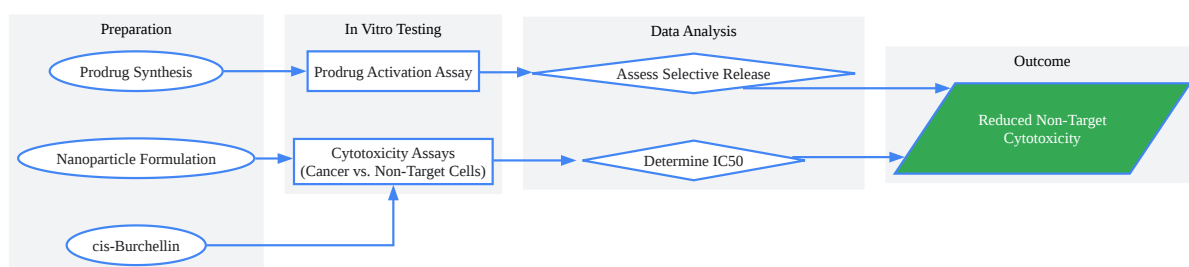 Preparation
Prodrug Synthesis
Nanoparticle Formulation
cis-Burchellin
In Vitro Testing
Prodrug Activation Assay
Cytotoxicity Assays
(Cancer vs. Non-Target Cells)
Data Analysis
Assess Selective Release
Determine IC50
Outcome
Reduced Non-Target
Cytotoxicity